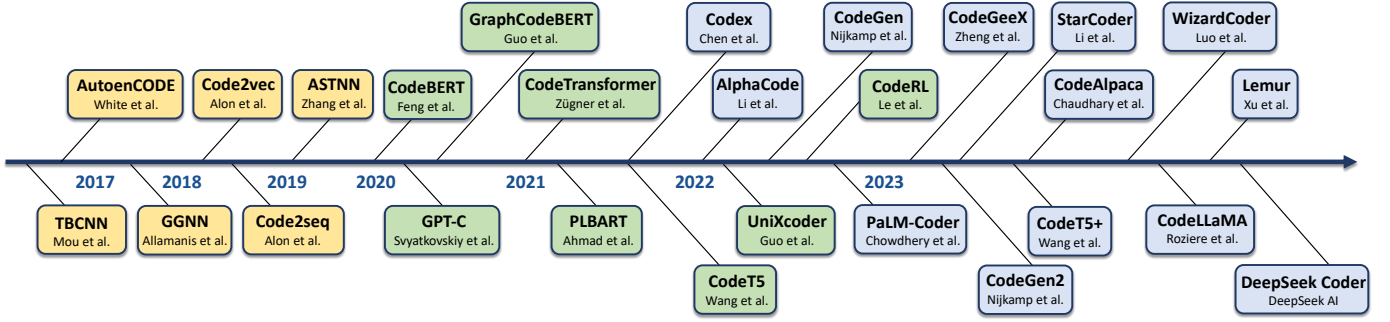 GraphCodeBERT
Guo et al.
Codex
Chen et al.
CodeGen
Nijkamp et al.
CodeGeeX
Zheng et al.
StarCoder
Li et al.
WizardCoder
Luo et al.
AutoenCODE
White et al.
Code2vec
Alon et al.
ASTNN
Zhang et al.
CodeBERT
Feng et al.
CodeTransformer
Zügner et al.
AlphaCode
Li et al.
CodeRL
Le et al.
CodeAlpaca
Chaudhary et al.
Lemur
Xu et al.
2017 2018 2019 2020 2021 2022 2023
TBCNN
Mou et al.
GGNN
Allamanis et al.
Code2seq
Alon et al.
GPT-C
Svyatkovskiy et al.
PLBART
Ahmad et al.
UniXcoder
Guo et al.
PaLM-Coder
Chowdhery et al.
CodeT5+
Wang et al.
CodeLLaMA
Roziere et al.
CodeT5
Wang et al.
CodeGen2
Nijkamp et al.
DeepSeek Coder
DeepSeek AI